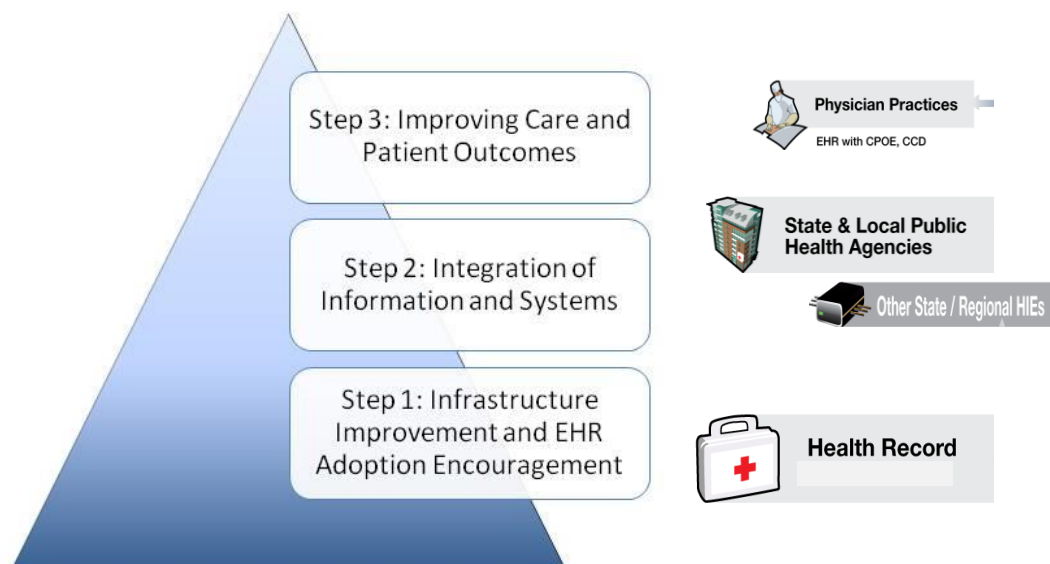 Step 3: Improving Care and
Patient Outcomes
Physician Practices
EHR with CPOE, CCD
Step 2: Integration of
Information and Systems
State & Local Public
Health Agencies
Other State / Regional HIEs
Step 1: Infrastructure
Improvement and EHR
Adoption Encouragement
Health Record